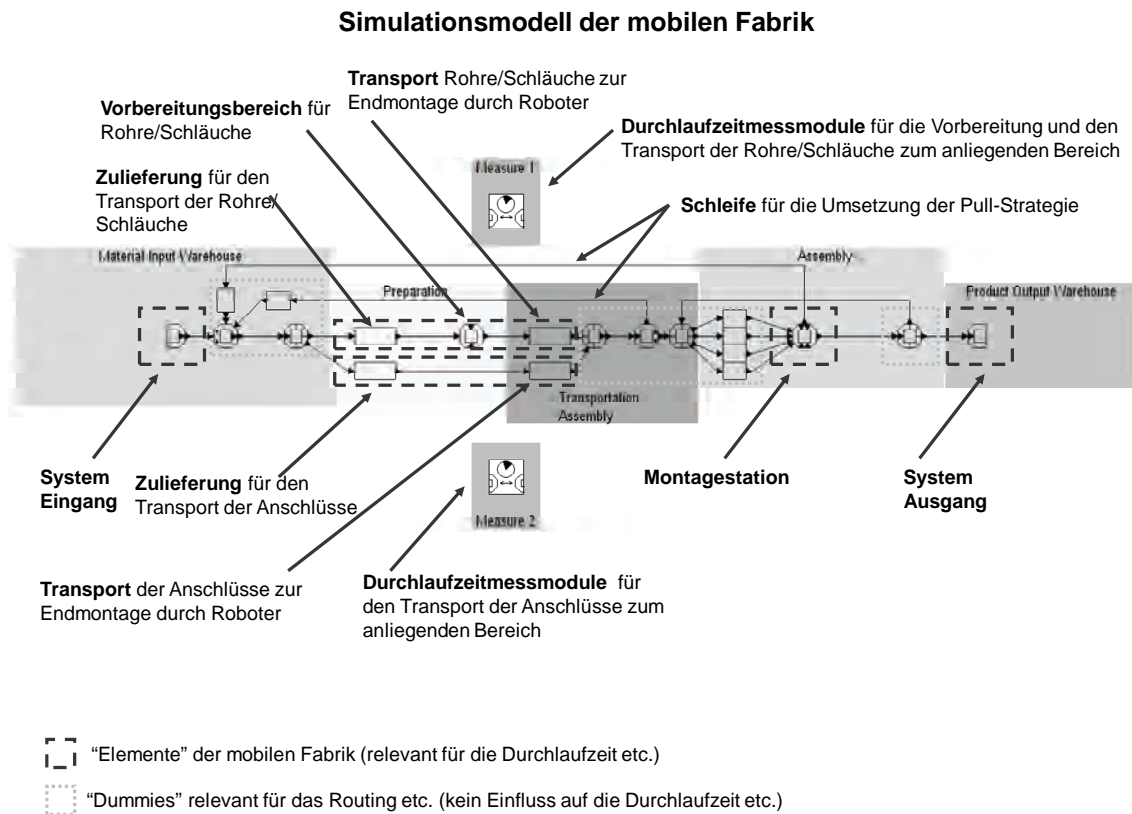 Simulationsmodell der mobilen Fabrik
Transport Rohre/Schläuche zur
Endmontage durch Roboter
Vorbereitungsbereich für
Rohre/Schläuche
Durchlaufzeitmessmodule für die Vorbereitung und den
Transport der Rohre/Schläuche zum anliegenden Bereich
Measure 1
Zulieferung für den
Transport der Rohre/
Schläuche
Schleife für die Umsetzung der Pull-Strategie
Material Input Warehouse
Assembly
Preparation
Product Output Warehouse
Transportation
Assembly
System
Eingang
Zulieferung für den
Transport der Anschlüsse
Montagestation
System
Ausgang
Measure 2
Transport der Anschlüsse zur
Endmontage durch Roboter
Durchlaufzeitmessmodule für
den Transport der Anschlüsse zum
anliegenden Bereich
“Elemente” der mobilen Fabrik (relevant für die Durchlaufzeit etc.)
“Dummies” relevant für das Routing etc. (kein Einfluss auf die Durchlaufzeit etc.)